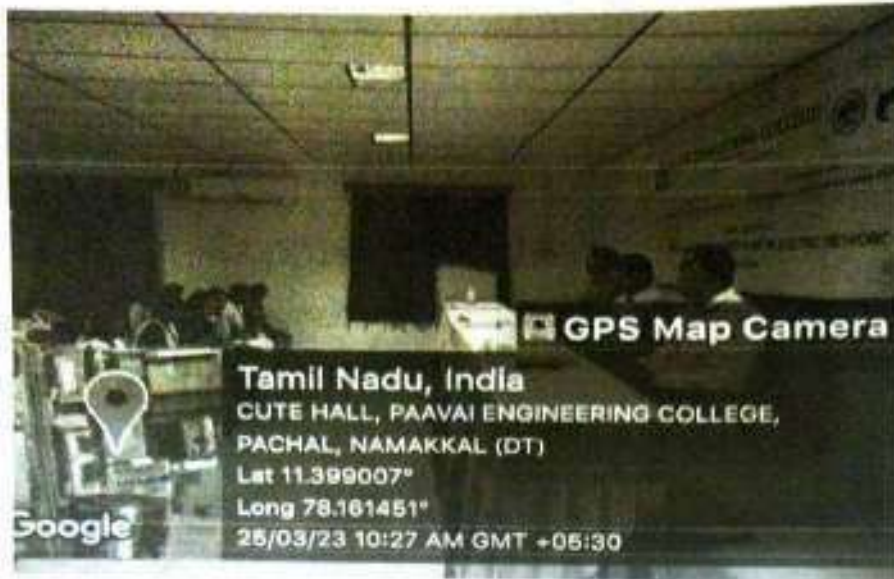 GPS Map Camera
Tamil Nadu, India
CUTE HALL, PAAVAI ENGINEERING COLLEGE,
PACHAL, NAMAKKAL (DT)
Lat 11.399007°
Long 78.161451°
25/03/23 10:27 AM GMT +05:30
Google